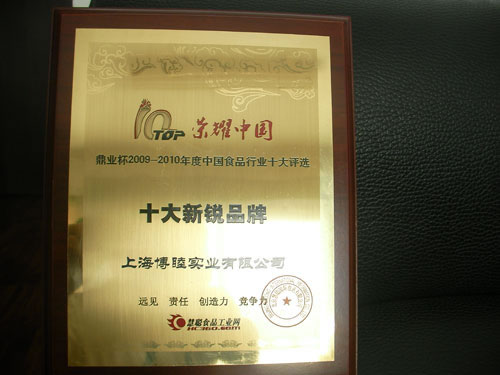 10TOP 荣耀中国
鼎业杯2009-2010年度中国食品行业十大评选
十大新锐品牌
上海博睦实业有限公司
远见 责任 创造力 竞争力
慧聪食品工业网
HC360.com